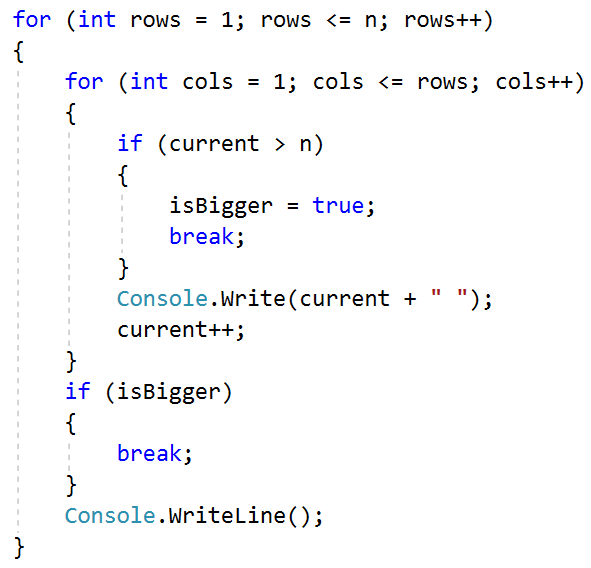 for (int rows = 1; rows <= n; rows++)
{
    for (int cols = 1; cols <= rows; cols++)
    {
        if (current > n)
        {
            isBigger = true;
            break;
        }
        Console.Write(current + " ");
        current++;
    }
    if (isBigger)
    {
        break;
    }
    Console.WriteLine();
}